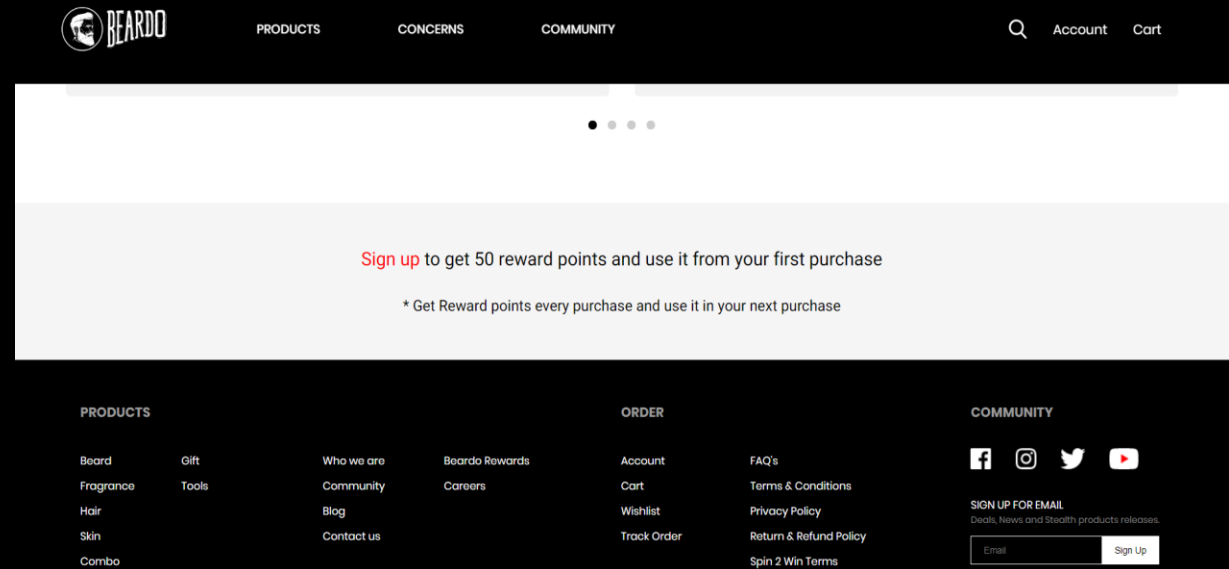 BEARDO
PRODUCTS CONCERNS COMMUNITY Account Cart
Sign up to get 50 reward points and use it from your first purchase
* Get Reward points every purchase and use it in your next purchase
PRODUCTS ORDER COMMUNITY
Beard Gift Who we are Beardo Rewards Account FAQ's
Fragrance Tools Community Careers Cart Terms & Conditions
Hair Blog Wishlist Privacy Policy
SIGN UP FOR EMAIL
Deals, News and Stealth products releases.
Skin Contact us Track Order Return & Refund Policy
Email Sign Up
Combo Spin 2 Win Terms